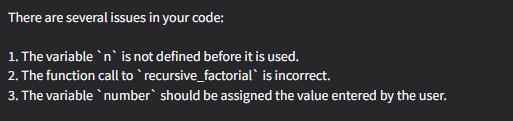 There are several issues in your code:
1. The variable `n` is not defined before it is used.
2. The function call to `recursive_factorial` is incorrect.
3. The variable `number` should be assigned the value entered by the user.